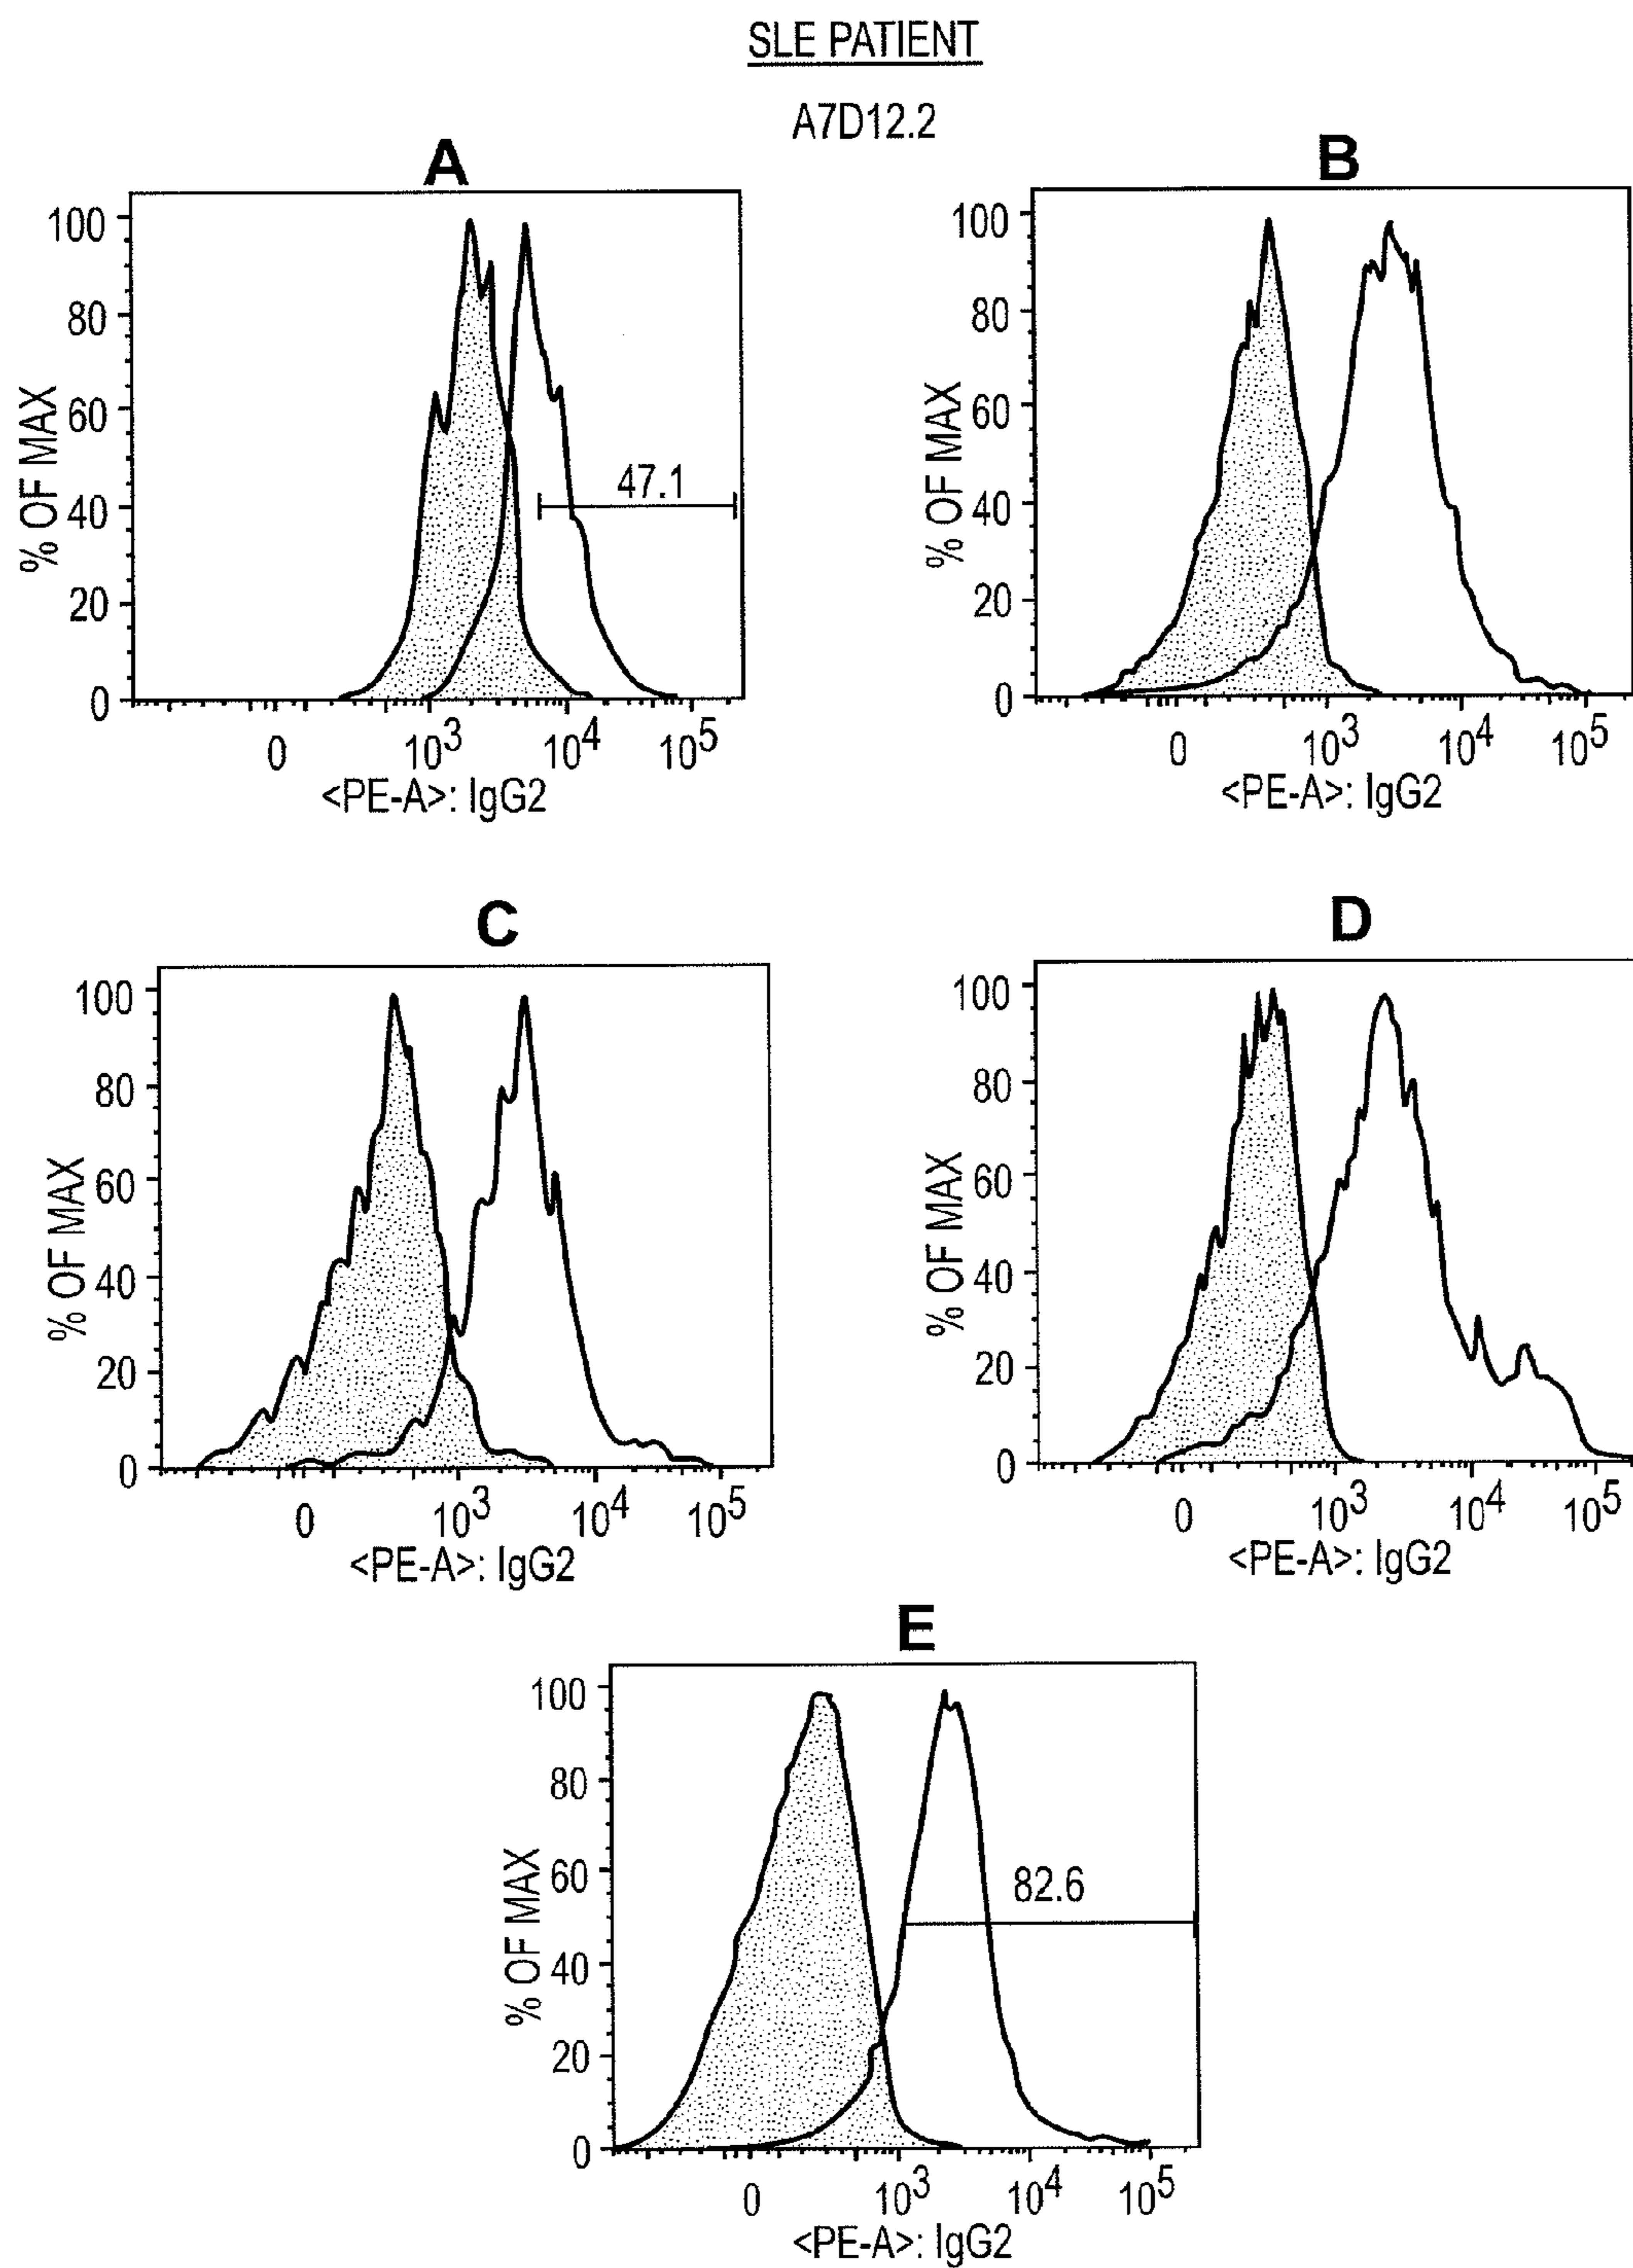 SLE PATIENT
A7D12.2
A
% OF MAX
100
80
60
40
20
0
47.1
0 10³ 10⁴ 10⁵
<PE-A>: IgG2
B
% OF MAX
100
80
60
40
20
0
0 10³ 10⁴ 10⁵
<PE-A>: IgG2
C
% OF MAX
100
80
60
40
20
0
0 10³ 10⁴ 10⁵
<PE-A>: IgG2
D
% OF MAX
100
80
60
40
20
0
0 10³ 10⁴ 10⁵
<PE-A>: IgG2
E
% OF MAX
100
80
60
40
20
0
82.6
0 10³ 10⁴ 10⁵
<PE-A>: IgG2